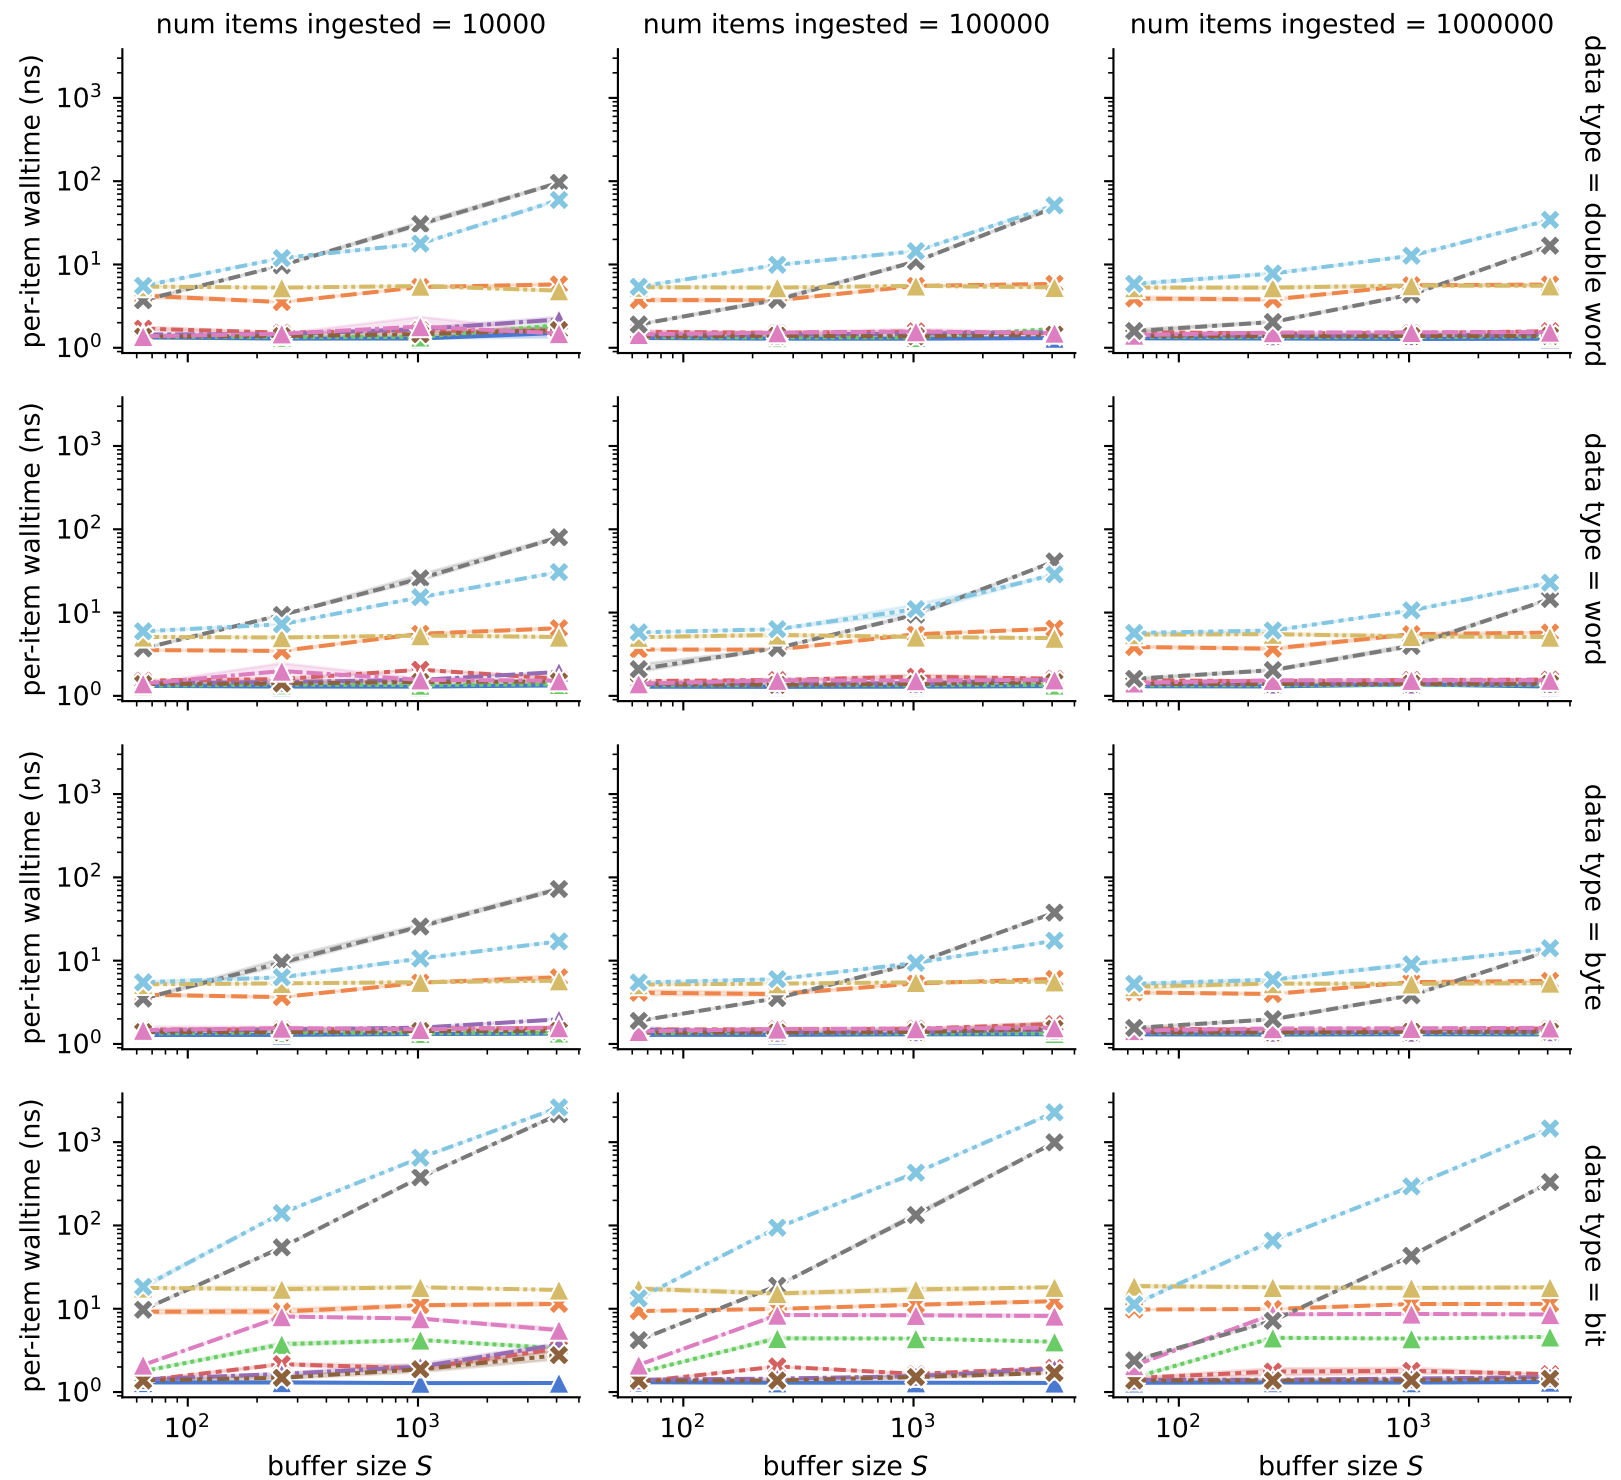 num items ingested = 10000
num items ingested = 100000
num items ingested = 1000000
per-item walltime (ns)
10³
10²
10¹
10⁰
data type = double word
per-item walltime (ns)
10³
10²
10¹
10⁰
data type = word
per-item walltime (ns)
10³
10²
10¹
10⁰
data type = byte
per-item walltime (ns)
10³
10²
10¹
10⁰
data type = bit
10² 10³
10² 10³
10² 10³
buffer size S
buffer size S
buffer size S